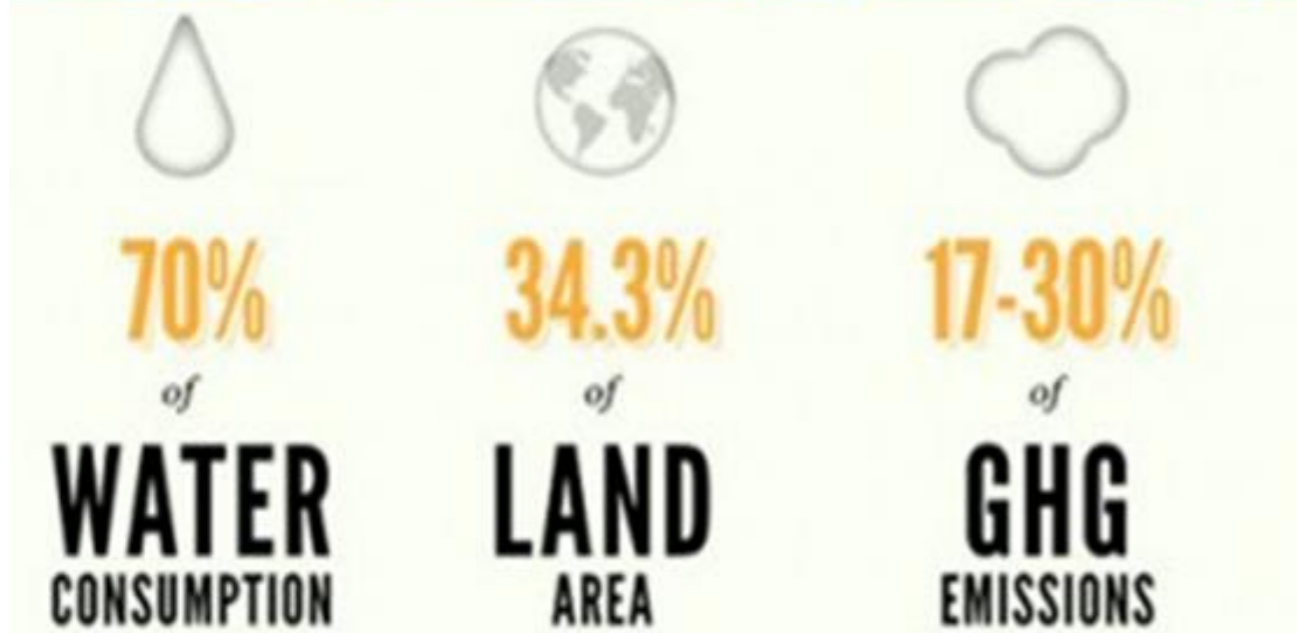 70%
of
WATER
CONSUMPTION
34.3%
of
LAND
AREA
17-30%
of
GHG
EMISSIONS